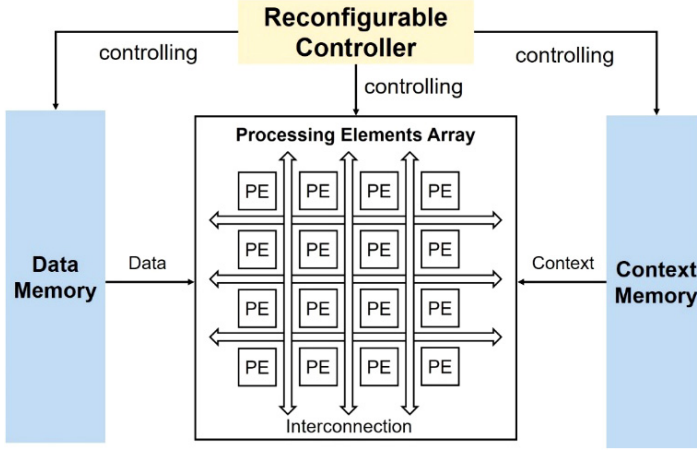 Reconfigurable
Controller
controlling
controlling
controlling
Processing Elements Array
PE PE PE PE
PE PE PE PE
PE PE PE PE
PE PE PE PE
Interconnection
Data
Memory
Data
Context
Context
Memory